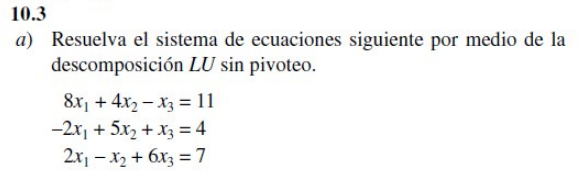 10.3
a) Resuelva el sistema de ecuaciones siguiente por medio de la
descomposición LU sin pivoteo.
8x₁ + 4x₂ – x₃ = 11
–2x₁ + 5x₂ + x₃ = 4
2x₁ – x₂ + 6x₃ = 7